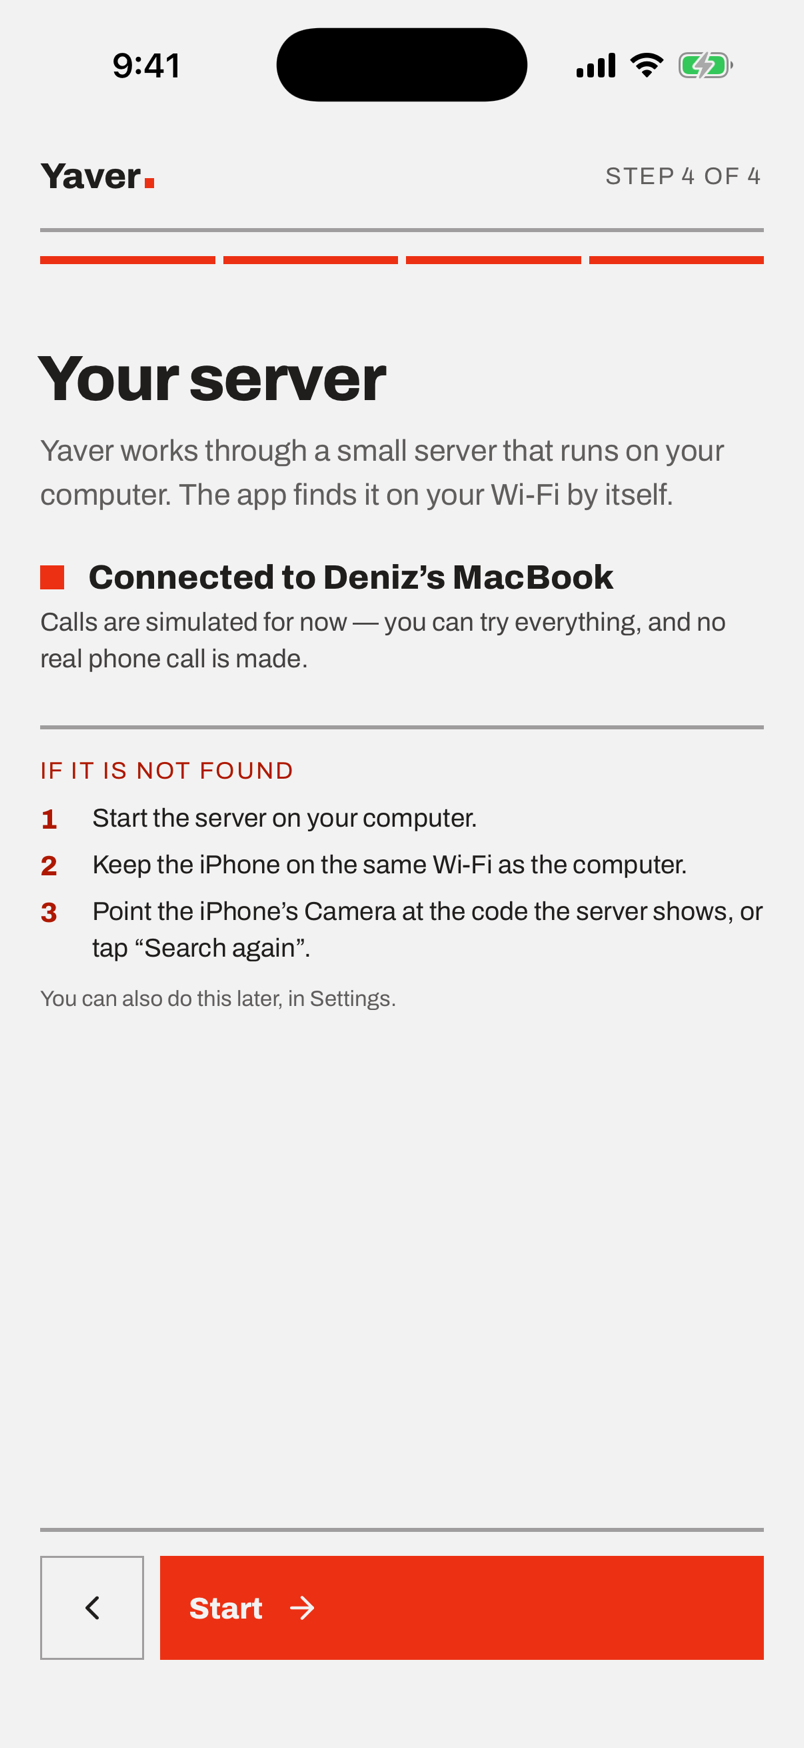 9:41
Yaver.
STEP 4 OF 4
Your server
Yaver works through a small server that runs on your
computer. The app finds it on your Wi-Fi by itself.
Connected to Deniz’s MacBook
Calls are simulated for now — you can try everything, and no
real phone call is made.
IF IT IS NOT FOUND
1 Start the server on your computer.
2 Keep the iPhone on the same Wi-Fi as the computer.
3 Point the iPhone’s Camera at the code the server shows, or
tap “Search again”.
You can also do this later, in Settings.
Start